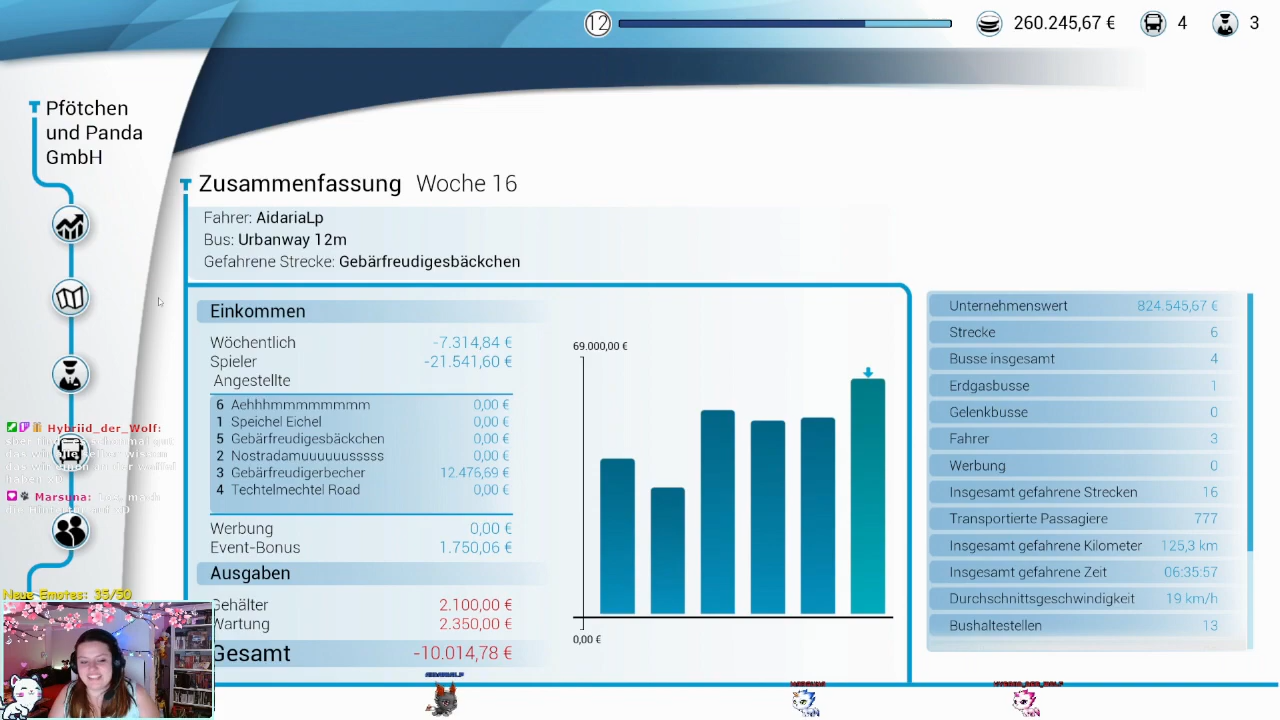 12
260.245,67 €
4
3
Pfötchen
und Panda
GmbH
Zusammenfassung Woche 16
Fahrer: AidariaLp
Bus: Urbanway 12m
Gefahrene Strecke: Gebärfreudigesbäckchen
Einkommen
Wöchentlich -7.314,84 €
Spieler -21.541,60 €
Angestellte
6 Aehhhmmmmmmmm 0,00 €
1 Speichel Eichel 0,00 €
5 Gebärfreudigesbäckchen 0,00 €
2 Nostradamuuuuuusssss 0,00 €
3 Gebärfreudigerbecher 12.476,69 €
4 Techtelmechtel Road 0,00 €
Werbung 0,00 €
Event-Bonus 1.750,06 €
Ausgaben
Gehälter 2.100,00 €
Wartung 2.350,00 €
Gesamt -10.014,78 €
69.000,00 €
0,00 €
Unternehmenswert 824.545,67 €
Strecke 6
Busse insgesamt 4
Erdgasbusse 1
Gelenkbusse 0
Fahrer 3
Werbung 0
Insgesamt gefahrene Strecken 16
Transportierte Passagiere 777
Insgesamt gefahrene Kilometer 125,3 km
Insgesamt gefahrene Zeit 06:35:57
Durchschnittsgeschwindigkeit 19 km/h
Bushaltestellen 13
Hybriid_der_Wolf:
Marsuna:
Neue Emotes: 35/50
AIDARIALP
MARSUNA
HYBRIID_DER_WOLF